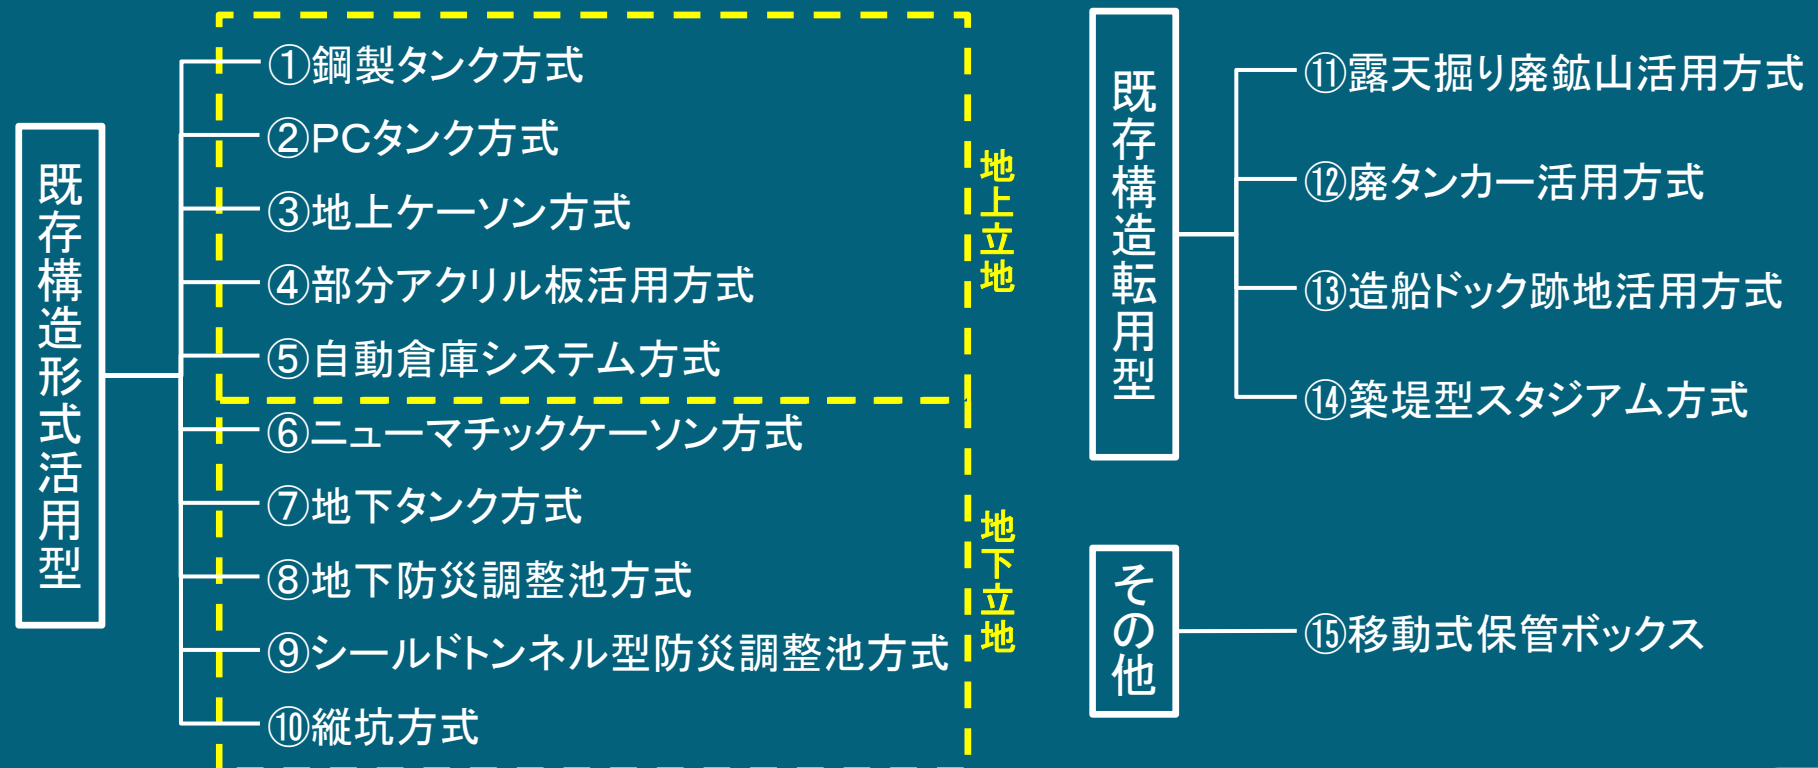 既存構造形式活用型
①鋼製タンク方式
②PCタンク方式
③地上ケーソン方式
④部分アクリル板活用方式
⑤自動倉庫システム方式
地上立地
⑥ニューマチックケーソン方式
⑦地下タンク方式
⑧地下防災調整池方式
⑨シールドトンネル型防災調整池方式
⑩縦坑方式
地下立地
既存構造転用型
⑪露天掘り廃鉱山活用方式
⑫廃タンカー活用方式
⑬造船ドック跡地活用方式
⑭築堤型スタジアム方式
その他
⑮移動式保管ボックス